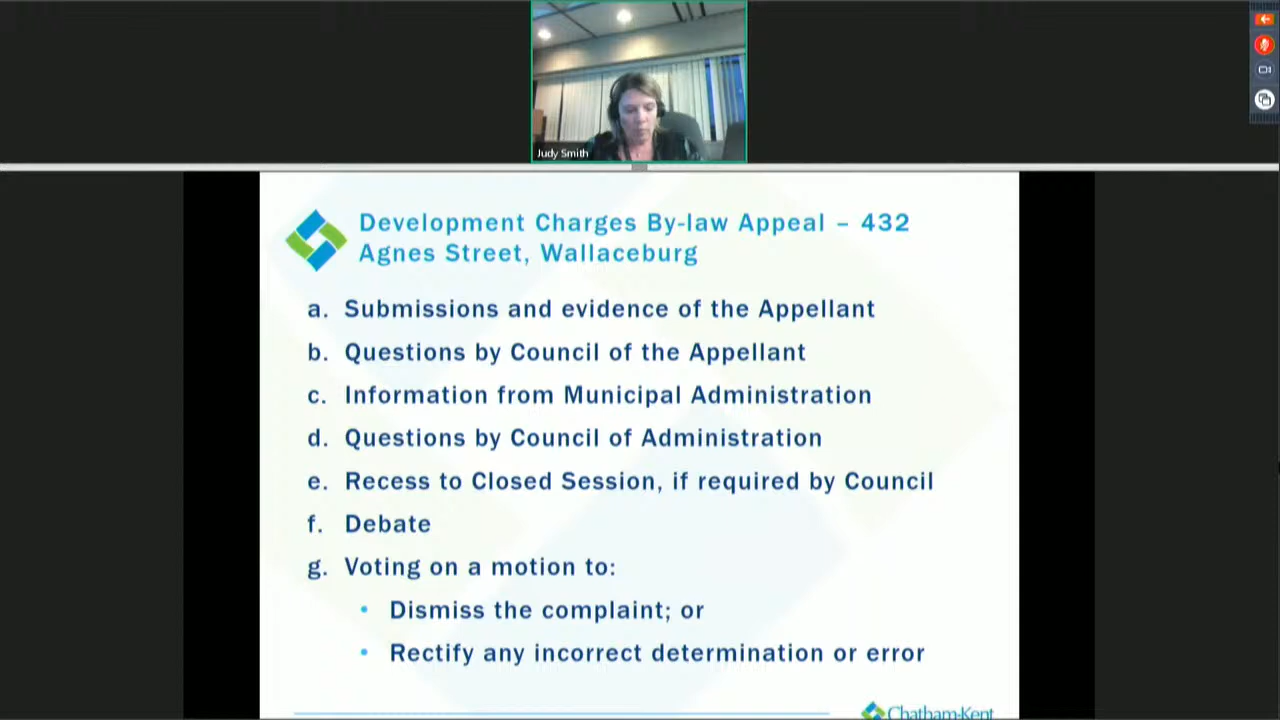 Judy Smith
Development Charges By-law Appeal – 432
Agnes Street, Wallaceburg
a. Submissions and evidence of the Appellant
b. Questions by Council of the Appellant
c. Information from Municipal Administration
d. Questions by Council of Administration
e. Recess to Closed Session, if required by Council
f. Debate
g. Voting on a motion to:
• Dismiss the complaint; or
• Rectify any incorrect determination or error
Chatham-Kent